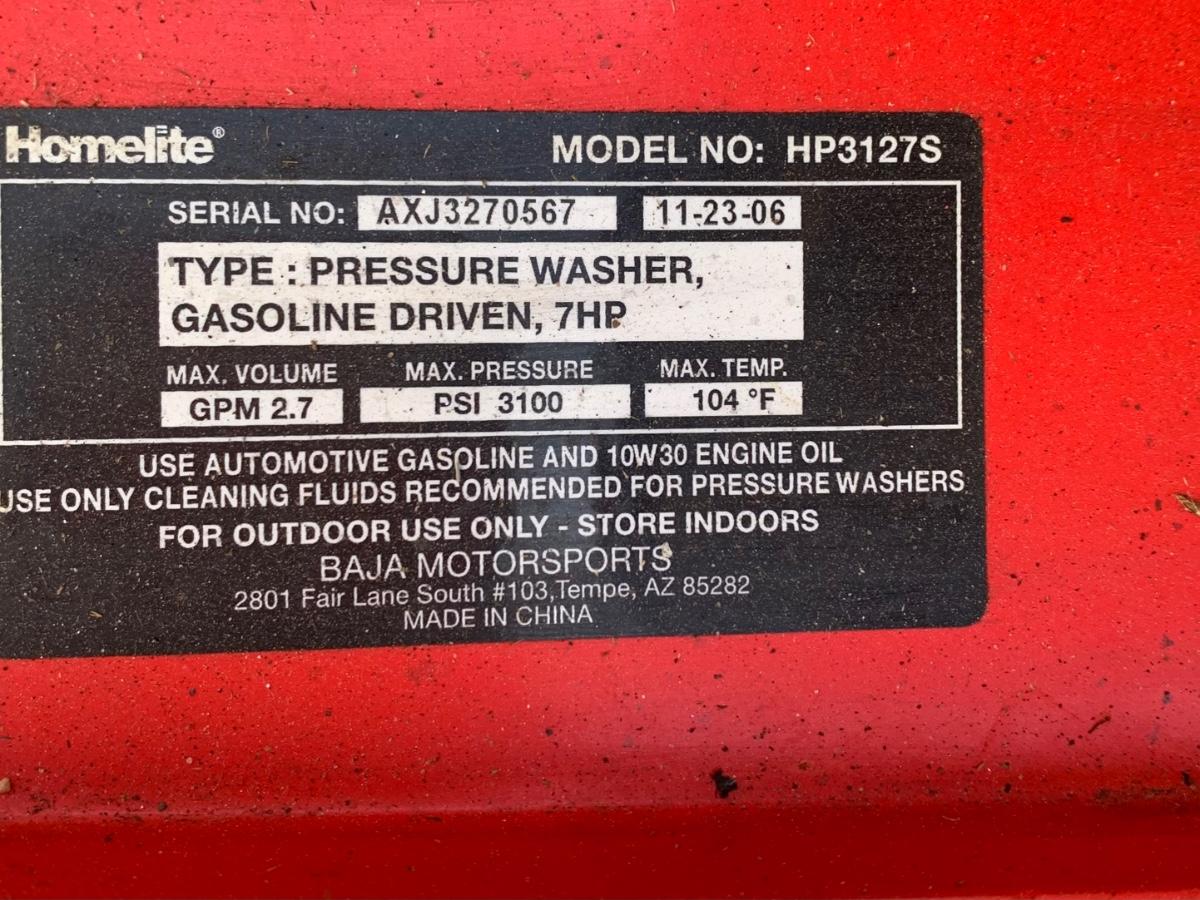 Homelite® MODEL NO: HP3127S
SERIAL NO: AXJ3270567 11-23-06
TYPE : PRESSURE WASHER,
GASOLINE DRIVEN, 7HP
MAX. VOLUME MAX. PRESSURE MAX. TEMP.
GPM 2.7 PSI 3100 104 °F
USE AUTOMOTIVE GASOLINE AND 10W30 ENGINE OIL
USE ONLY CLEANING FLUIDS RECOMMENDED FOR PRESSURE WASHERS
FOR OUTDOOR USE ONLY - STORE INDOORS
BAJA MOTORSPORTS
2801 Fair Lane South #103,Tempe, AZ 85282
MADE IN CHINA